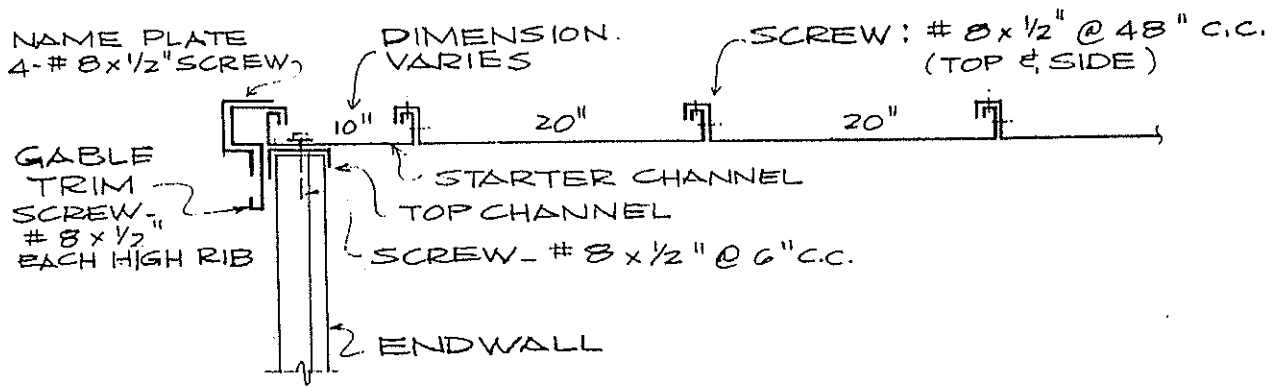 NAME PLATE
4-#8x1/2" SCREW
DIMENSION.
VARIES
SCREW: #8x1/2" @ 48" C.C.
(TOP & SIDE)
10"
20"
20"
GABLE
TRIM
SCREW-
#8x1/2"
EACH HIGH RIB
STARTER CHANNEL
TOP CHANNEL
SCREW- #8x1/2" @ 6" C.C.
ENDWALL